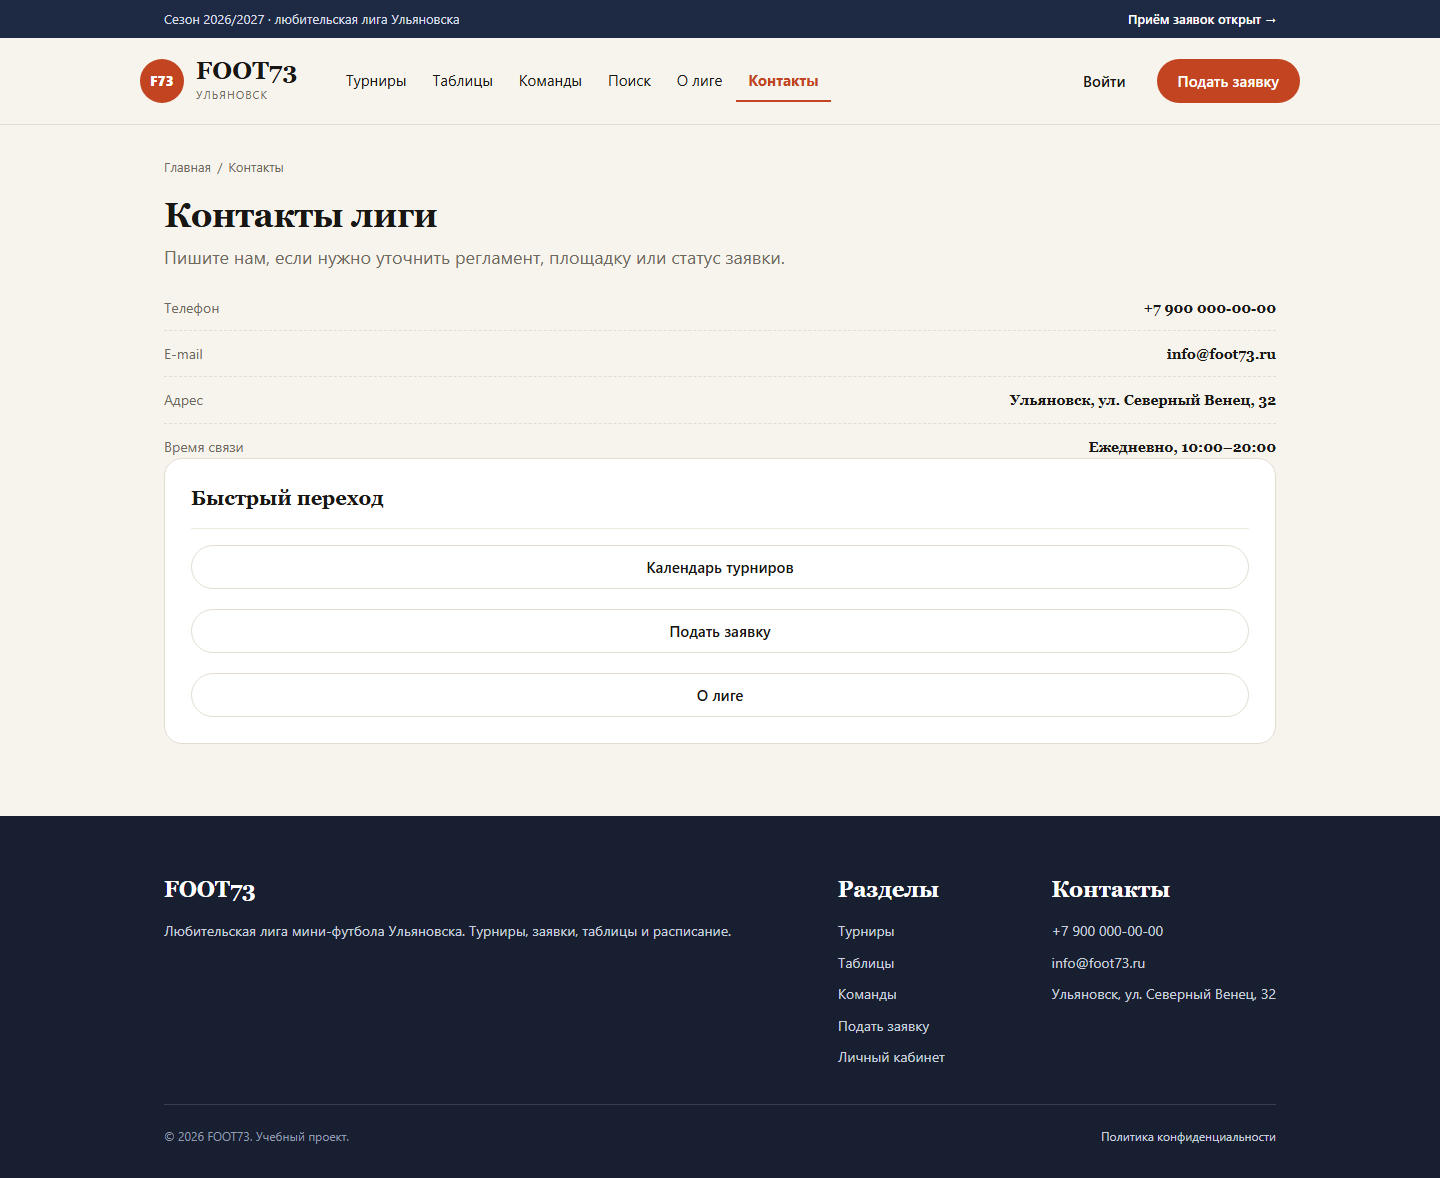 Сезон 2026/2027 · любительская лига Ульяновска
Приём заявок открыт →
F73
FOOT73
УЛЬЯНОВСК
Турниры
Таблицы
Команды
Поиск
О лиге
Контакты
Войти
Подать заявку
Главная / Контакты
Контакты лиги
Пишите нам, если нужно уточнить регламент, площадку или статус заявки.
Телефон
+7 900 000-00-00
E-mail
info@foot73.ru
Адрес
Ульяновск, ул. Северный Венец, 32
Время связи
Ежедневно, 10:00–20:00
Быстрый переход
Календарь турниров
Подать заявку
О лиге
FOOT73
Любительская лига мини-футбола Ульяновска. Турниры, заявки, таблицы и расписание.
Разделы
Турниры
Таблицы
Команды
Подать заявку
Личный кабинет
Контакты
+7 900 000-00-00
info@foot73.ru
Ульяновск, ул. Северный Венец, 32
© 2026 FOOT73. Учебный проект.
Политика конфиденциальности